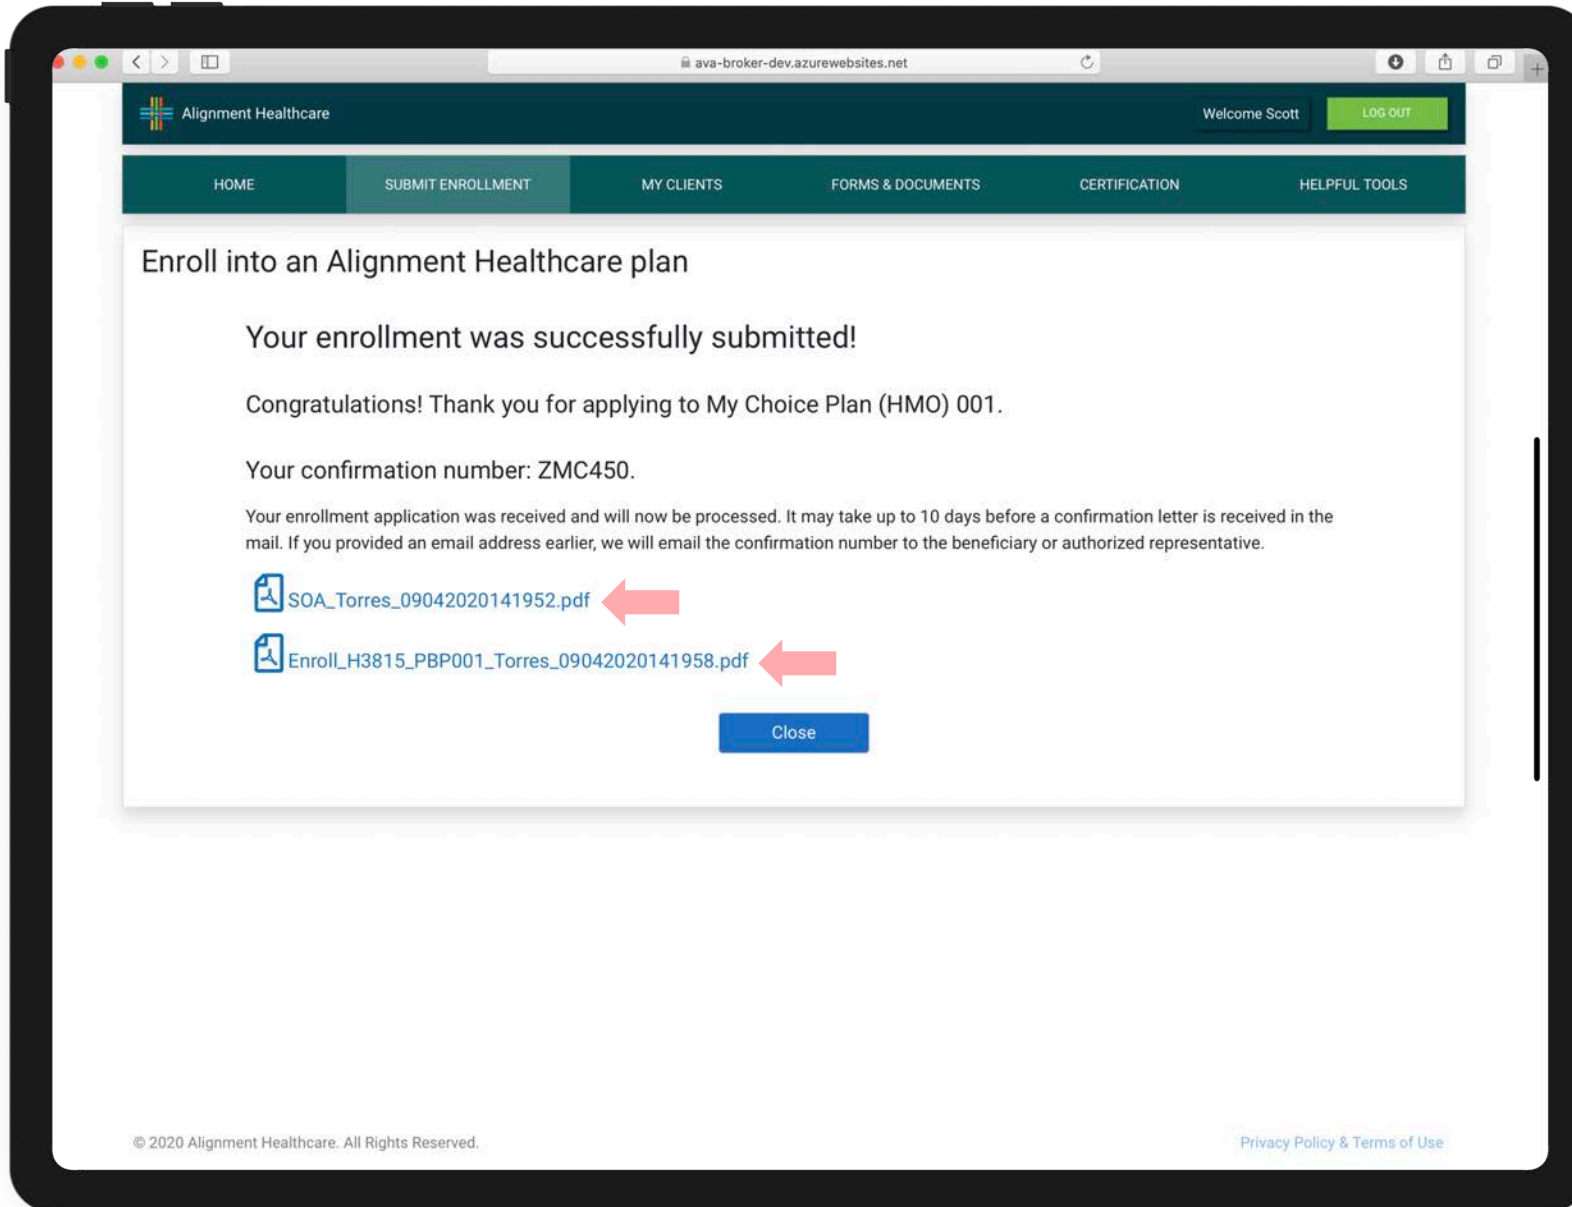 ava-broker-dev.azurewebsites.net
Alignment Healthcare
Welcome Scott
LOG OUT
HOME
SUBMIT ENROLLMENT
MY CLIENTS
FORMS & DOCUMENTS
CERTIFICATION
HELPFUL TOOLS
Enroll into an Alignment Healthcare plan
Your enrollment was successfully submitted!
Congratulations! Thank you for applying to My Choice Plan (HMO) 001.
Your confirmation number: ZMC450.
Your enrollment application was received and will now be processed. It may take up to 10 days before a confirmation letter is received in the
mail. If you provided an email address earlier, we will email the confirmation number to the beneficiary or authorized representative.
SOA_Torres_09042020141952.pdf
Enroll_H3815_PBP001_Torres_09042020141958.pdf
Close
© 2020 Alignment Healthcare. All Rights Reserved.
Privacy Policy & Terms of Use